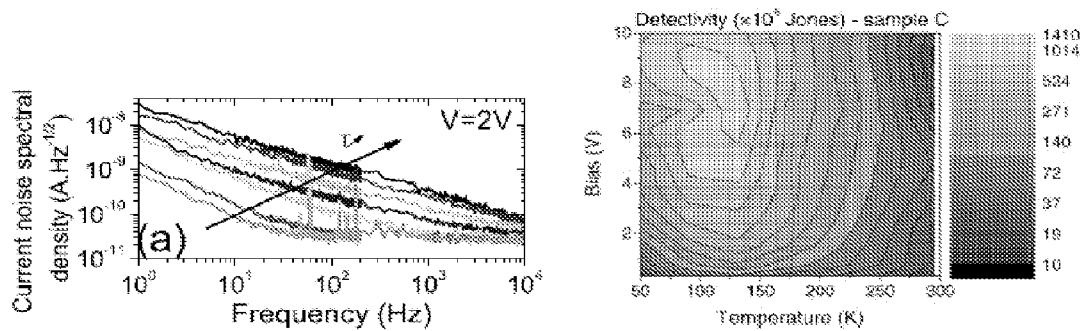 Current noise spectral
density (A.Hz-1/2)
10-8
10-9
10-10
10-11
V=2V
(a)
10^0 10^1 10^2 10^3 10^4
Frequency (Hz)
Detectivity (×10^8 Jones) - sample C
Bias (V)
10
8
6
4
2
50 100 150 200 250 300
Temperature (K)
1410
1014
534
271
140
72
37
19
10